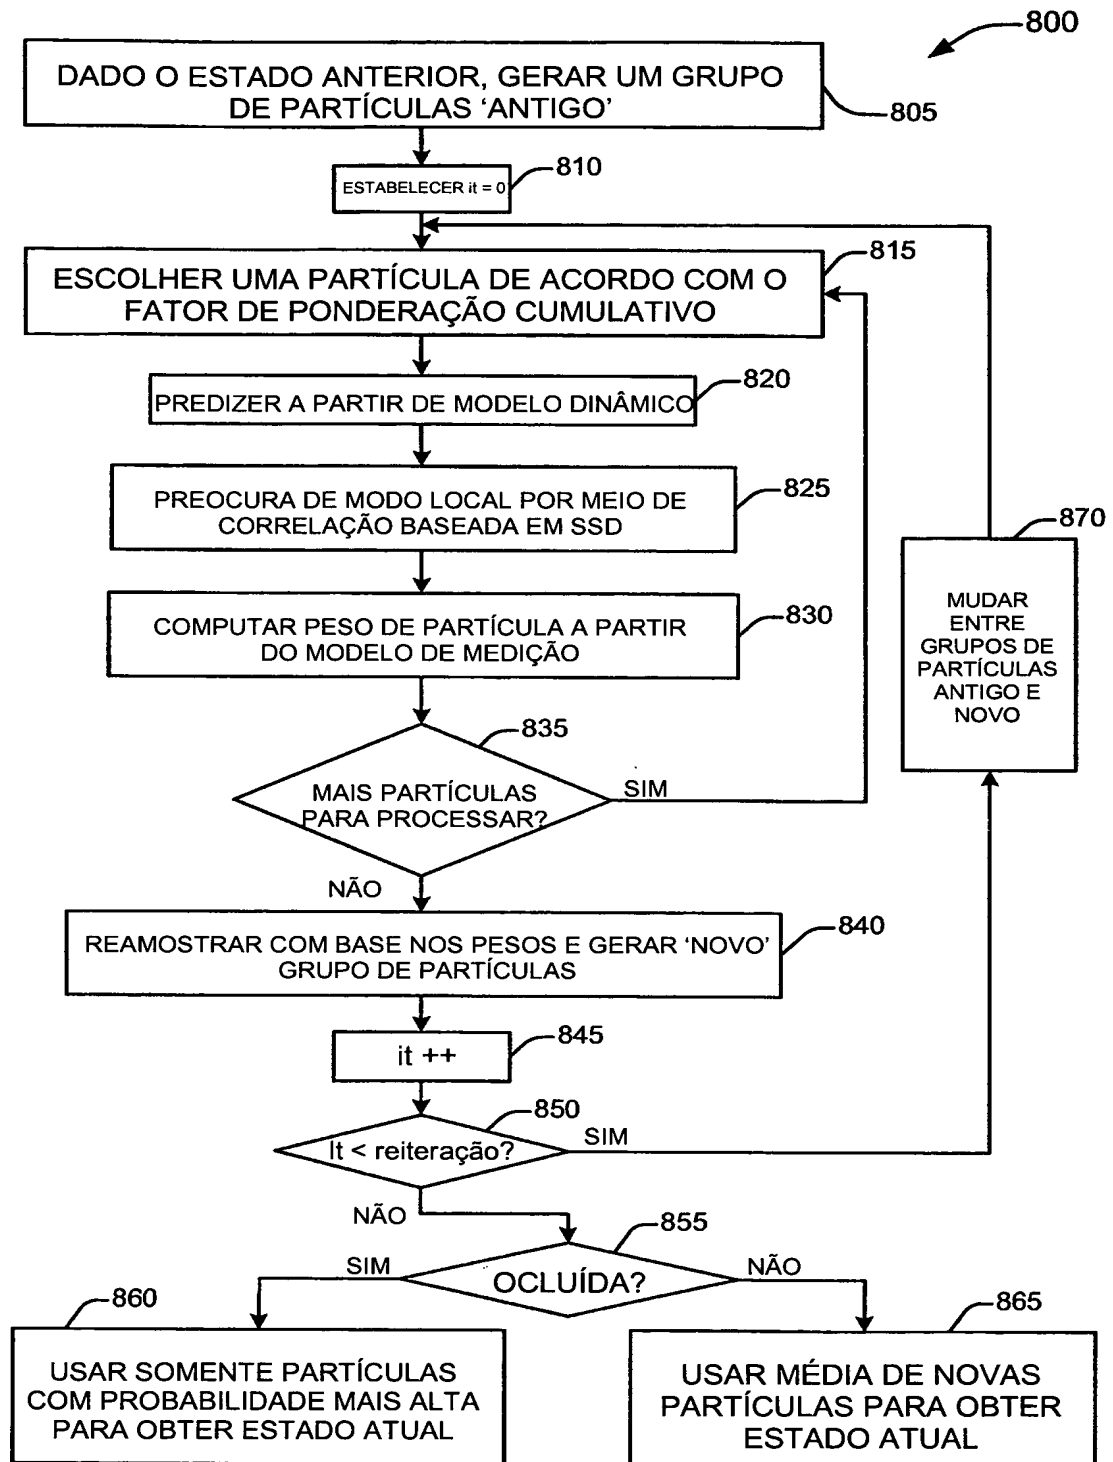 800
DADO O ESTADO ANTERIOR, GERAR UM GRUPO
DE PARTÍCULAS ‘ANTIGO’
805
810
ESTABELECER it = 0
815
ESCOLHER UMA PARTÍCULA DE ACORDO COM O
FATOR DE PONDERAÇÃO CUMULATIVO
820
PREDIZER A PARTIR DE MODELO DINÂMICO
825
PREOCURA DE MODO LOCAL POR MEIO DE
CORRELAÇÃO BASEADA EM SSD
870
MUDAR
ENTRE
GRUPOS DE
PARTÍCULAS
ANTIGO E
NOVO
830
COMPUTAR PESO DE PARTÍCULA A PARTIR
DO MODELO DE MEDIÇÃO
835
MAIS PARTÍCULAS
PARA PROCESSAR?
SIM
NÃO
840
REAMOSTRAR COM BASE NOS PESOS E GERAR ‘NOVO’
GRUPO DE PARTÍCULAS
845
it ++
850
It < reiteração?
SIM
NÃO
855
OCLUÍDA?
SIM
NÃO
860
USAR SOMENTE PARTÍCULAS
COM PROBABILIDADE MAIS ALTA
PARA OBTER ESTADO ATUAL
865
USAR MÉDIA DE NOVAS
PARTÍCULAS PARA OBTER
ESTADO ATUAL